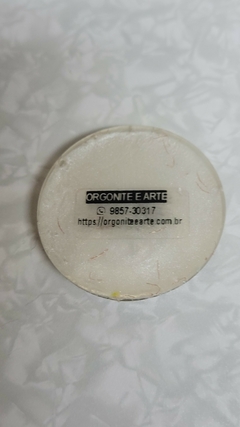 ORGONITE E ARTE
9857-30317
https://orgoniteearte.com.br